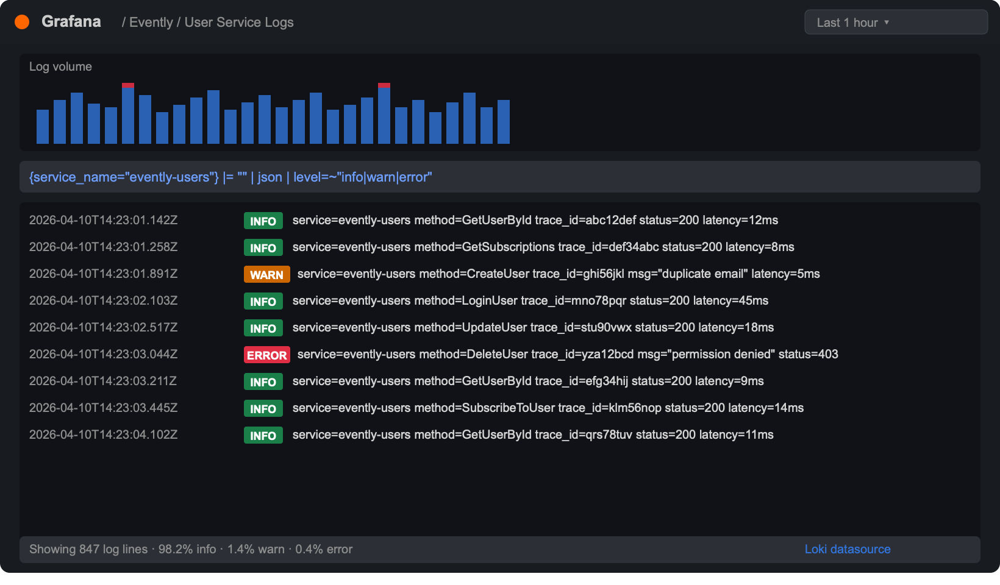 Grafana / Evently / User Service Logs Last 1 hour ▾
Log volume
{service_name="evently-users"} |= "" | json | level=~"info|warn|error"
2026-04-10T14:23:01.142Z INFO service=evently-users method=GetUserById trace_id=abc12def status=200 latency=12ms
2026-04-10T14:23:01.258Z INFO service=evently-users method=GetSubscriptions trace_id=def34abc status=200 latency=8ms
2026-04-10T14:23:01.891Z WARN service=evently-users method=CreateUser trace_id=ghi56jkl msg="duplicate email" latency=5ms
2026-04-10T14:23:02.103Z INFO service=evently-users method=LoginUser trace_id=mno78pqr status=200 latency=45ms
2026-04-10T14:23:02.517Z INFO service=evently-users method=UpdateUser trace_id=stu90vwx status=200 latency=18ms
2026-04-10T14:23:03.044Z ERROR service=evently-users method=DeleteUser trace_id=yza12bcd msg="permission denied" status=403
2026-04-10T14:23:03.211Z INFO service=evently-users method=GetUserById trace_id=efg34hij status=200 latency=9ms
2026-04-10T14:23:03.445Z INFO service=evently-users method=SubscribeToUser trace_id=klm56nop status=200 latency=14ms
2026-04-10T14:23:04.102Z INFO service=evently-users method=GetUserById trace_id=qrs78tuv status=200 latency=11ms
Showing 847 log lines · 98.2% info · 1.4% warn · 0.4% error Loki datasource